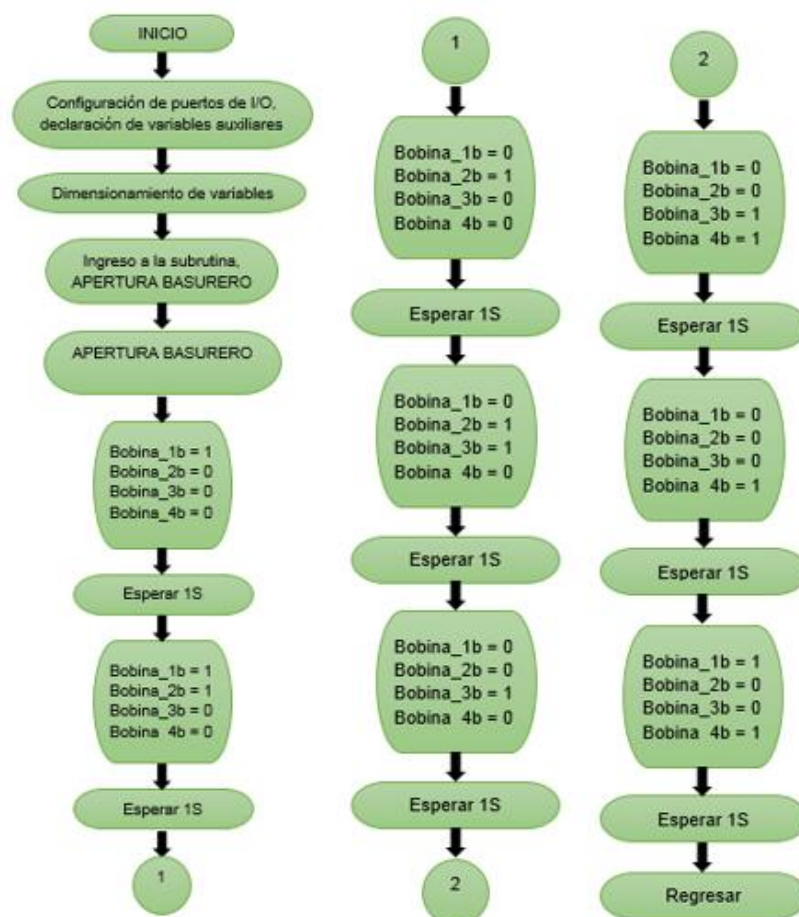 INICIO
Configuración de puertos de I/O,
declaración de variables auxiliares
Dimensionamiento de variables
Ingreso a la subrutina,
APERTURA BASURERO
APERTURA BASURERO
Bobina_1b = 1
Bobina_2b = 0
Bobina_3b = 0
Bobina_4b = 0
Esperar 1S
Bobina_1b = 1
Bobina_2b = 1
Bobina_3b = 0
Bobina 4b = 0
Esperar 1S
1
1
Bobina_1b = 0
Bobina_2b = 1
Bobina_3b = 0
Bobina 4b = 0
Esperar 1S
Bobina_1b = 0
Bobina_2b = 1
Bobina_3b = 1
Bobina 4b = 0
Esperar 1S
Bobina_1b = 0
Bobina_2b = 0
Bobina_3b = 1
Bobina 4b = 0
Esperar 1S
2
2
Bobina_1b = 0
Bobina_2b = 0
Bobina_3b = 1
Bobina 4b = 1
Esperar 1S
Bobina_1b = 0
Bobina_2b = 0
Bobina_3b = 0
Bobina 4b = 1
Esperar 1S
Bobina_1b = 1
Bobina_2b = 0
Bobina_3b = 0
Bobina 4b = 1
Esperar 1S
Regresar